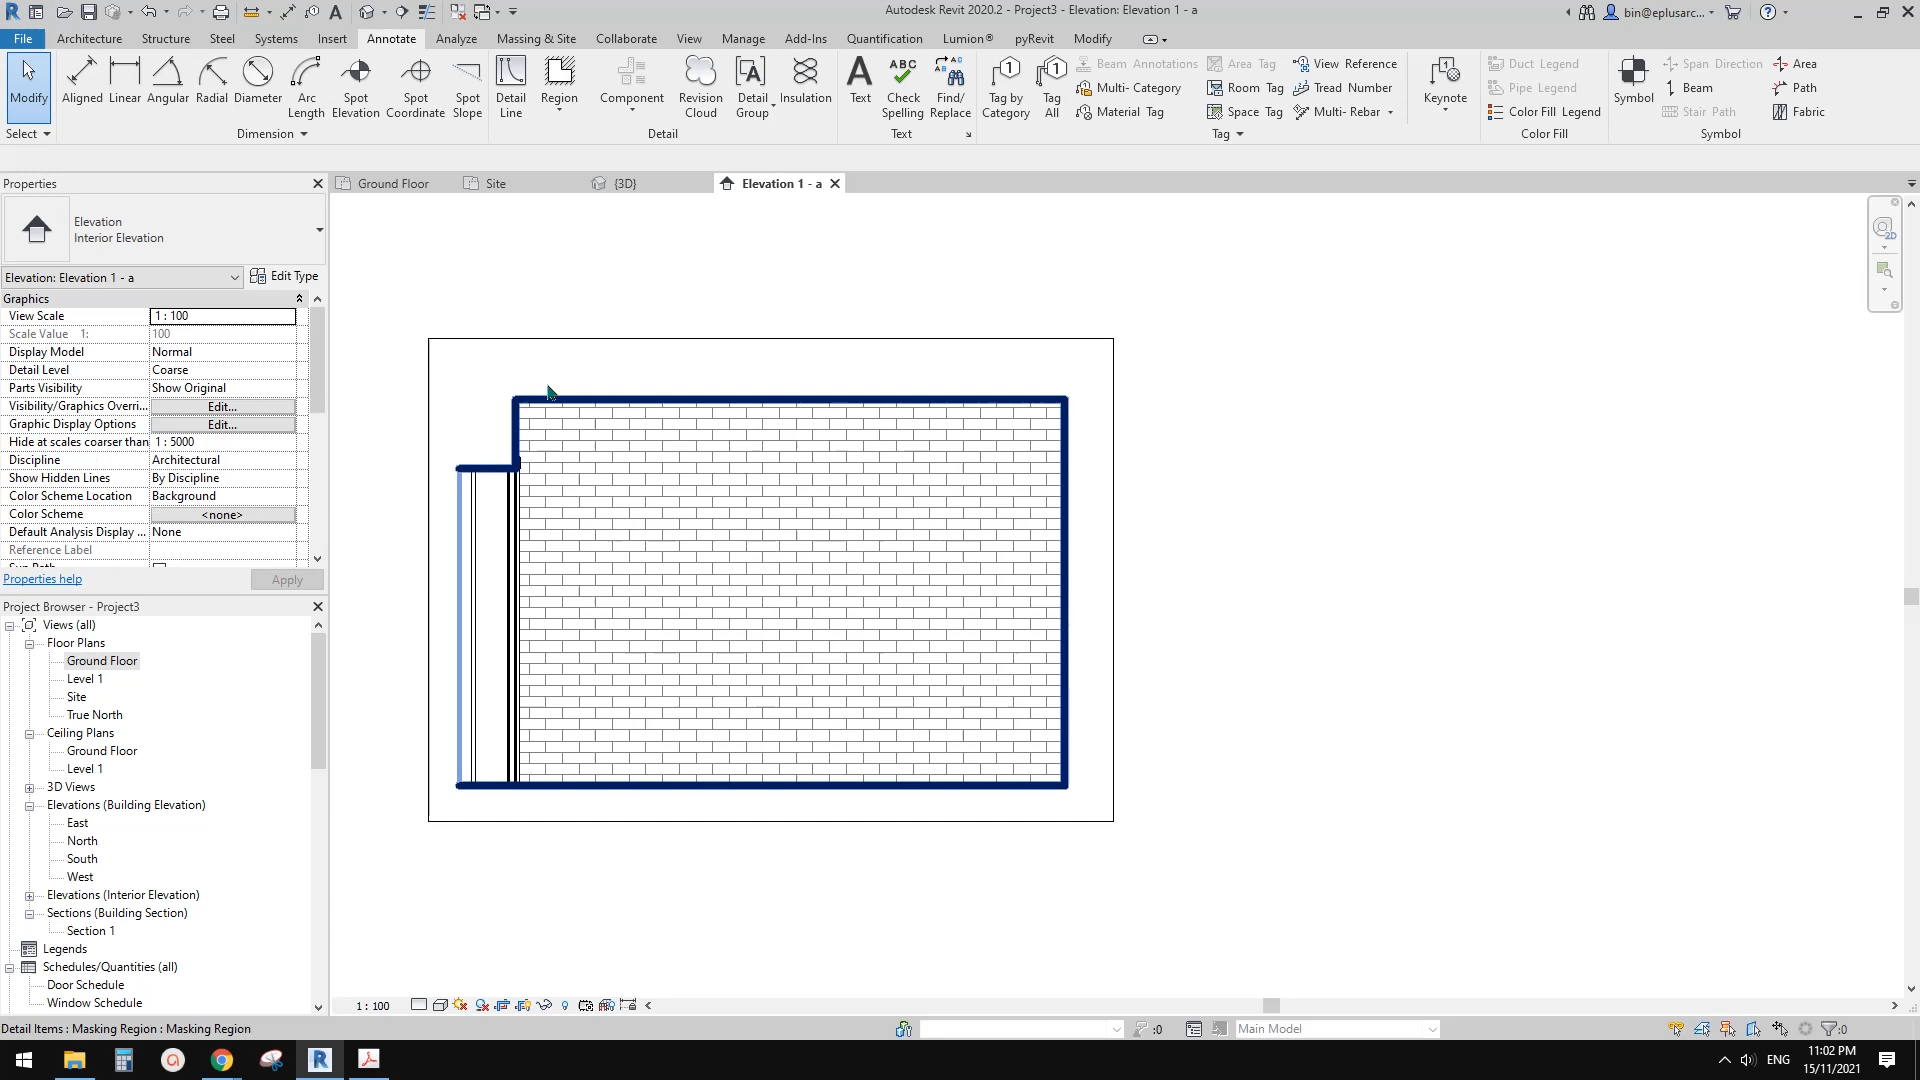 Autodesk Revit 2020.2 - Project3 - Elevation: Elevation 1 - a
bin@eplusarc...
File Architecture Structure Steel Systems Insert Annotate Analyze Massing & Site Collaborate View Manage Add-Ins Quantification Lumion® pyRevit Modify
Modify
Select
Aligned Linear Angular Radial Diameter Arc Length Spot Elevation Spot Coordinate Spot Slope
Dimension
Detail Line Region Component Revision Cloud Detail Group Insulation
Detail
Text Check Spelling Find/ Replace
Text
Tag by Category Tag All
Beam Annotations Area Tag View Reference
Multi- Category Room Tag Tread Number
Material Tag Space Tag Multi- Rebar
Tag
Keynote
Duct Legend
Pipe Legend
Color Fill Legend
Color Fill
Symbol
Span Direction Area
Beam Path
Stair Path Fabric
Symbol
Properties
Ground Floor Site {3D} Elevation 1 - a
Elevation
Interior Elevation
Elevation: Elevation 1 - a Edit Type
Graphics
View Scale 1 : 100
Scale Value 1: 100
Display Model Normal
Detail Level Coarse
Parts Visibility Show Original
Visibility/Graphics Overri... Edit...
Graphic Display Options Edit...
Hide at scales coarser than 1 : 5000
Discipline Architectural
Show Hidden Lines By Discipline
Color Scheme Location Background
Color Scheme <none>
Default Analysis Display ... None
Reference Label
Properties help Apply
Project Browser - Project3
Views (all)
Floor Plans
Ground Floor
Level 1
Site
True North
Ceiling Plans
Ground Floor
Level 1
3D Views
Elevations (Building Elevation)
East
North
South
West
Elevations (Interior Elevation)
Sections (Building Section)
Section 1
Legends
Schedules/Quantities (all)
Door Schedule
Window Schedule
1 : 100
Detail Items : Masking Region : Masking Region
:0
Main Model
:0
ENG
11:02 PM
15/11/2021